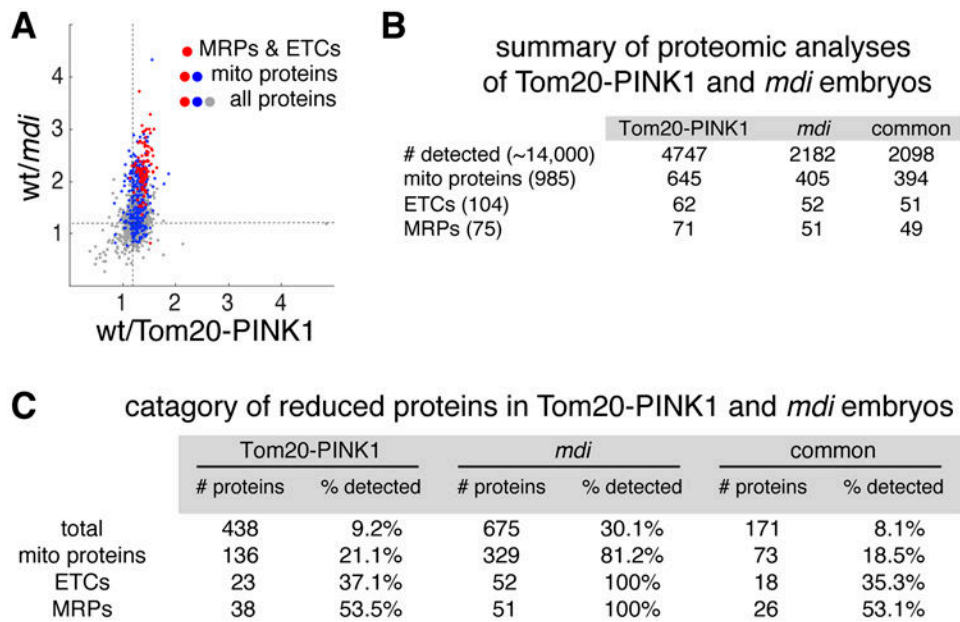 A
MRPs & ETCs
mito proteins
all proteins
4
3
2
1
wt/mdi
1 2 3 4
wt/Tom20-PINK1
B
summary of proteomic analyses
of Tom20-PINK1 and mdi embryos
Tom20-PINK1 mdi common
# detected (~14,000) 4747 2182 2098
mito proteins (985) 645 405 394
ETCs (104) 62 52 51
MRPs (75) 71 51 49
C catagory of reduced proteins in Tom20-PINK1 and mdi embryos
Tom20-PINK1 mdi common
# proteins % detected # proteins % detected # proteins % detected
total 438 9.2% 675 30.1% 171 8.1%
mito proteins 136 21.1% 329 81.2% 73 18.5%
ETCs 23 37.1% 52 100% 18 35.3%
MRPs 38 53.5% 51 100% 26 53.1%